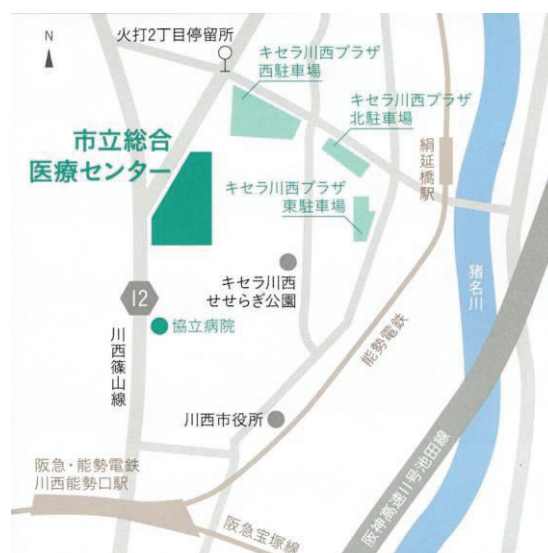 N
火打2丁目停留所
キセラ川西プラザ
西駐車場
キセラ川西プラザ
北駐車場
市立総合
医療センター
絹延橋駅
キセラ川西プラザ
東駐車場
キセラ川西
せせらぎ公園
猪名川
12
協立病院
川西篠山線
能勢電鉄
川西市役所
阪急・能勢電鉄
川西能勢口駅
阪神高速11号池田線
阪急宝塚線